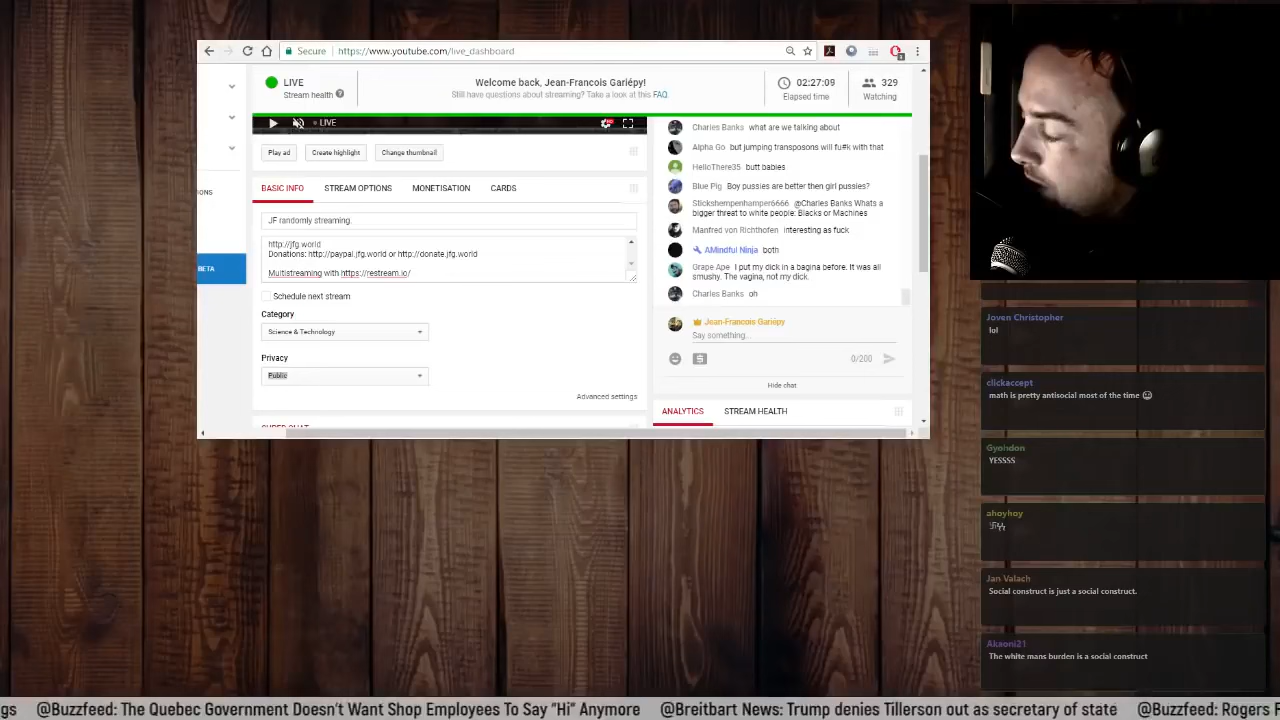 Secure
https://www.youtube.com/live_dashboard
LIVE
Stream health
Welcome back, Jean-Francois Gariépy!
Still have questions about streaming? Take a look at this FAQ.
02:27:09
Elapsed time
329
Watching
LIVE
Play ad
Create highlight
Change thumbnail
BASIC INFO
STREAM OPTIONS
MONETISATION
CARDS
IONS
BETA
JF randomly streaming.
http://jfg.world
Donations: http://paypal.jfg.world or http://donate.jfg.world
Multistreaming with https://restream.io/
Schedule next stream
Category
Science & Technology
Privacy
Public
Advanced settings
SUPER CHAT
Charles Banks what are we talking about
Alpha Go but jumping transposons will fu#k with that
HelloThere35 butt babies
Blue Pig Boy pussies are better then girl pussies?
Slickshempenhamper6666 @Charles Banks Whats a
bigger threat to white people: Blacks or Machines
Manfred von Richthofen interesting as fuck
AMindful Ninja both
Grape Ape I put my dick in a bagina before. It was all
smushy. The vagina, not my dick.
Charles Banks oh
Jean-Francois Gariépy
Say something...
0/200
Hide chat
ANALYTICS
STREAM HEALTH
Joven Christopher
lol
clickaccept
math is pretty antisocial most of the time
Gyohdon
YESSSS
ahoyhoy
Jan Valach
Social construct is just a social construct.
Akaoni21
The white mans burden is a social construct
gs @Buzzfeed: The Quebec Government Doesn't Want Shop Employees To Say "Hi" Anymore @Breitbart News: Trump denies Tillerson out as secretary of state @Buzzfeed: Rogers F